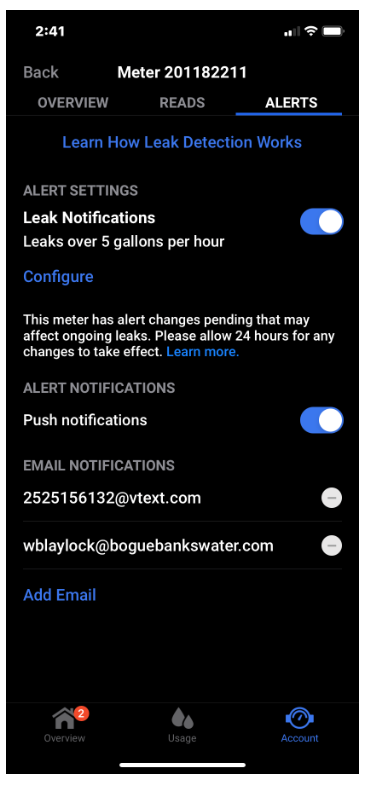 2:41
Back Meter 201182211
OVERVIEW READS ALERTS
Learn How Leak Detection Works
ALERT SETTINGS
Leak Notifications
Leaks over 5 gallons per hour
Configure
This meter has alert changes pending that may
affect ongoing leaks. Please allow 24 hours for any
changes to take effect. Learn more.
ALERT NOTIFICATIONS
Push notifications
EMAIL NOTIFICATIONS
2525156132@vtext.com
wblaylock@boguebankswater.com
Add Email
2
Overview Usage Account